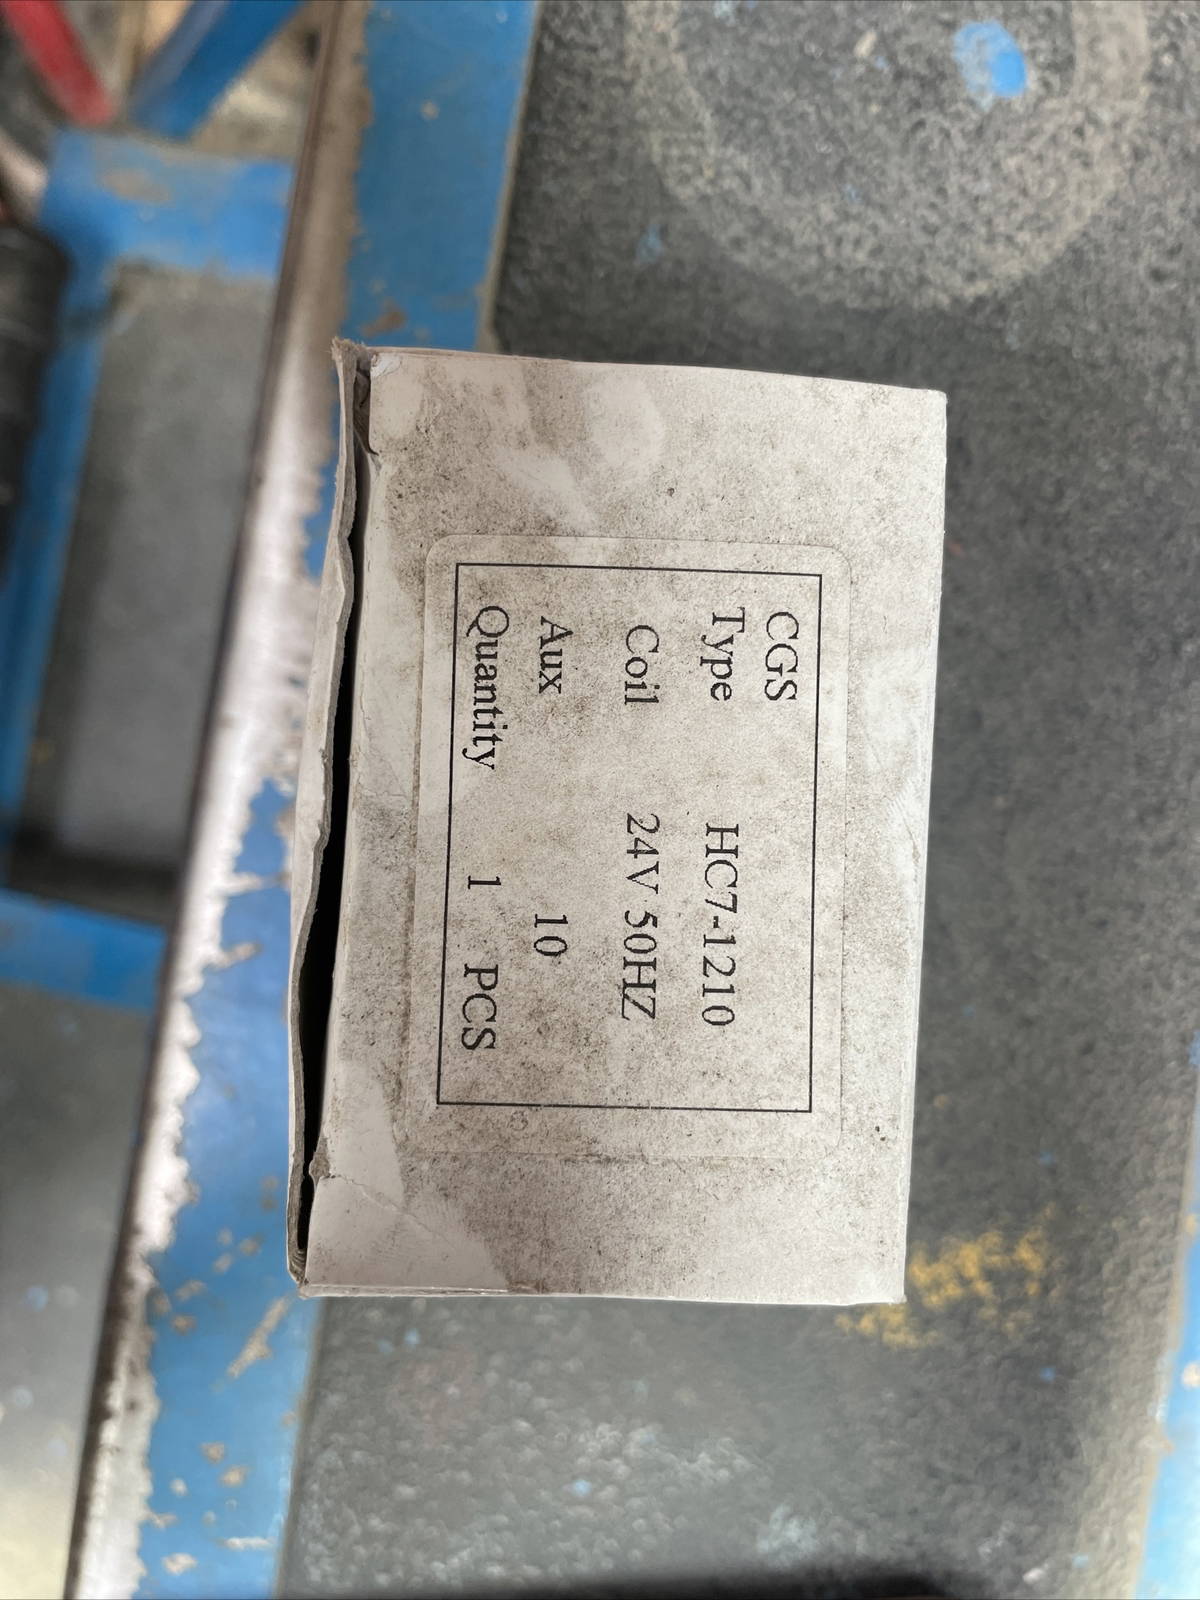 CGS
Type HC7-1210
Coil 24V 50HZ
Aux 10
Quantity 1 PCS